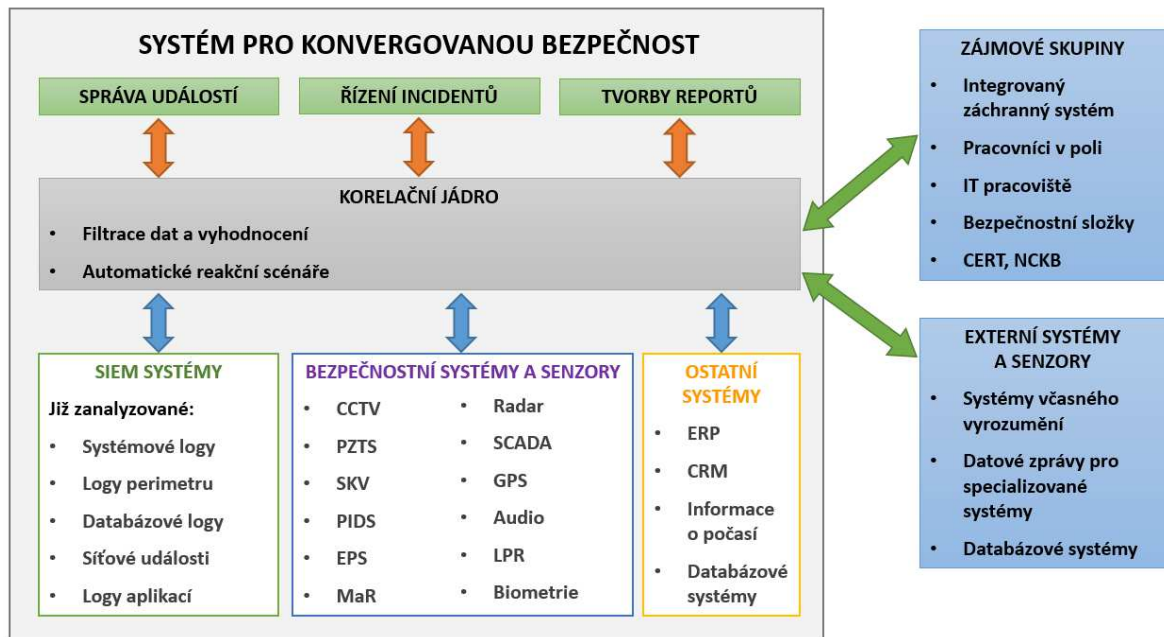 SYSTÉM PRO KONVERGOVANOU BEZPEČNOST
SPRÁVA UDÁLOSTÍ
ŘÍZENÍ INCIDENTŮ
TVORBY REPORTŮ
KORELAČNÍ JÁDRO
• Filtrace dat a vyhodnocení
• Automatické reakční scénáře
SIEM SYSTÉMY
Již zanalyzované:
• Systémové logy
• Logy perimetru
• Databázové logy
• Síťové události
• Logy aplikací
BEZPEČNOSTNÍ SYSTÉMY A SENZORY
• CCTV
• PZTS
• SKV
• PIDS
• EPS
• MaR
• Radar
• SCADA
• GPS
• Audio
• LPR
• Biometrie
OSTATNÍ
SYSTÉMY
• ERP
• CRM
• Informace
o počasí
• Databázové
systémy
ZÁJMOVÉ SKUPINY
• Integrovaný
záchranný systém
• Pracovníci v poli
• IT pracoviště
• Bezpečnostní složky
• CERT, NCKB
EXTERNÍ SYSTÉMY
A SENZORY
• Systémy včasného
vyrozumění
• Datové zprávy pro
specializované
systémy
• Databázové systémy